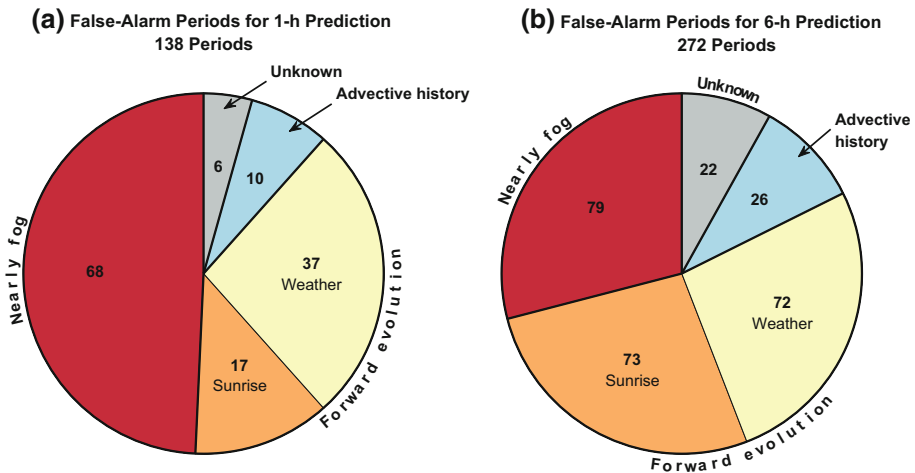 (a) False-Alarm Periods for 1-h Prediction
138 Periods
Unknown
Advective history
6
10
37
Weather
68
17
Sunrise
Nearly fog
Forward evolution
(b) False-Alarm Periods for 6-h Prediction
272 Periods
Unknown
Advective
history
22
26
79
72
Weather
73
Sunrise
Nearly fog
Forward evolution